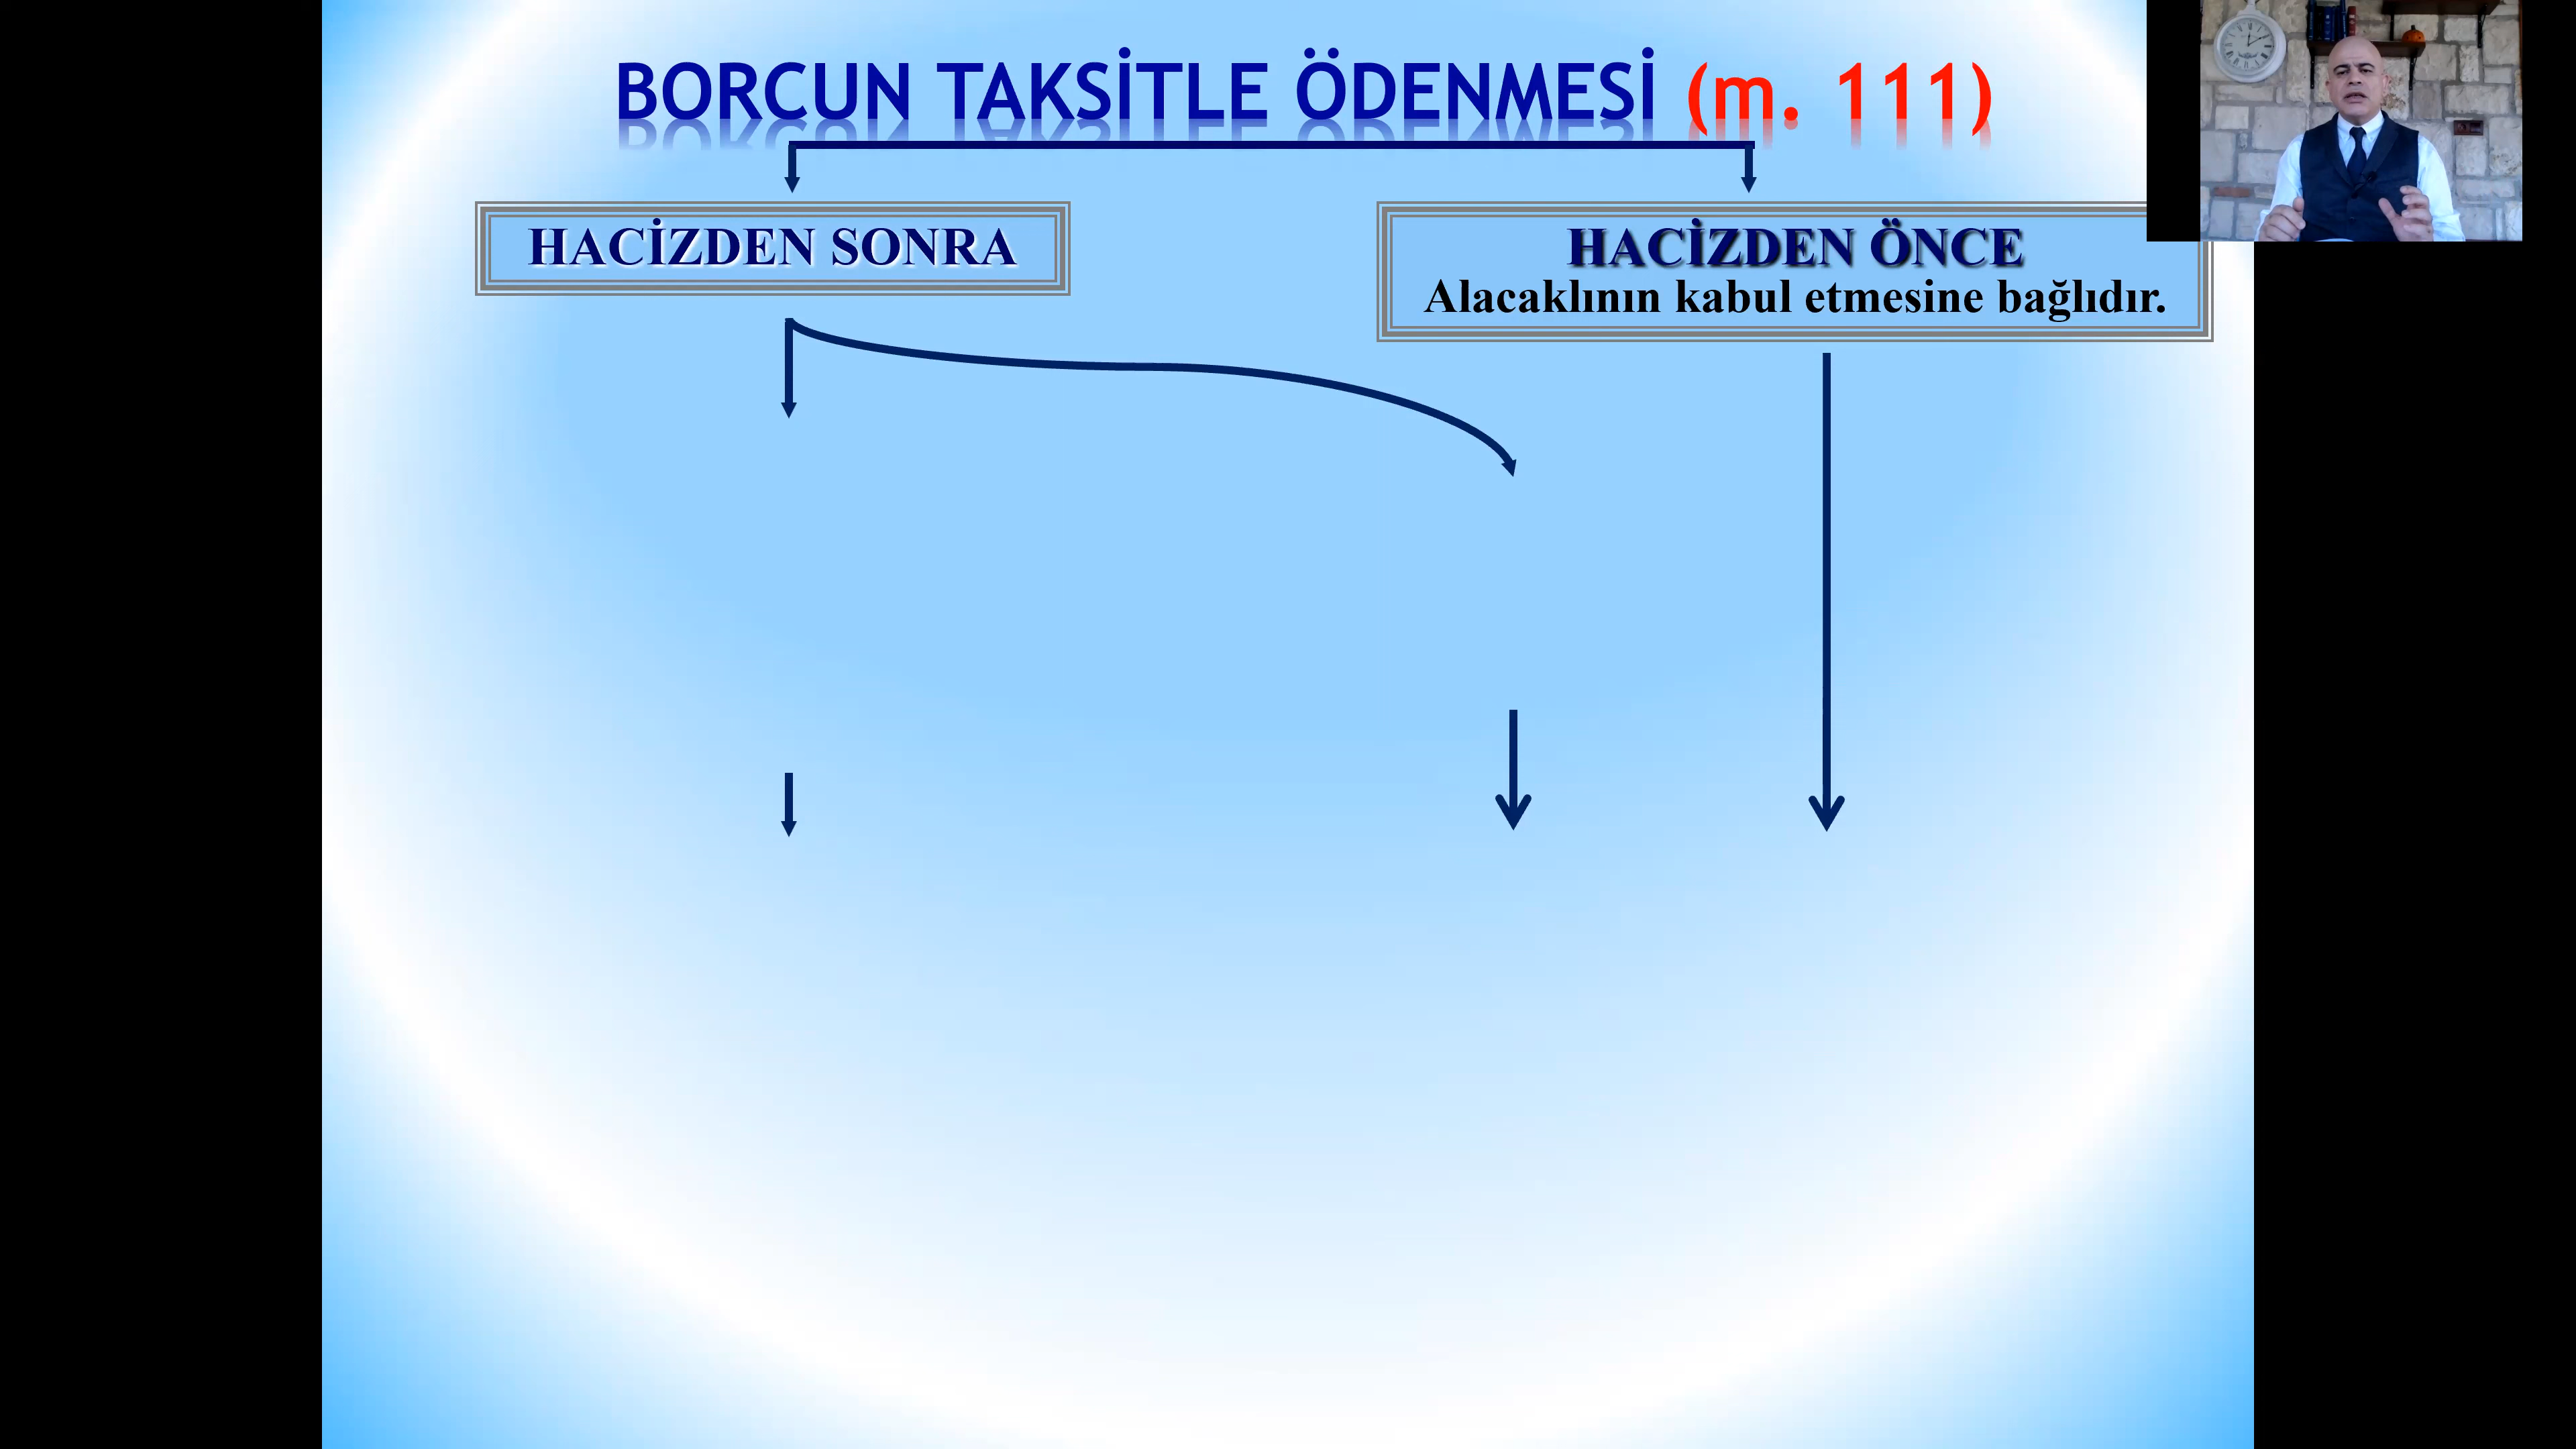 BORCUN TAKSİTLE ÖDENMESİ (m. 111)
HACİZDEN SONRA
HACİZDEN ÖNCE
Alacaklının kabul etmesine bağlıdır.